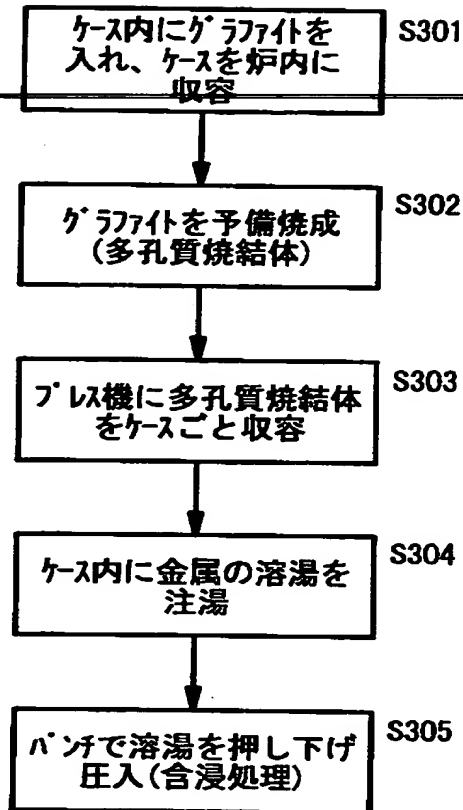 ケース内にグラファイトを
入れ、ケースを炉内に
収容
S301
グラファイトを予備焼成
(多孔質焼結体)
S302
プレス機に多孔質焼結体
をケースごと収容
S303
ケース内に金属の溶湯を
注湯
S304
パンチで溶湯を押し下げ
圧入(含浸処理)
S305